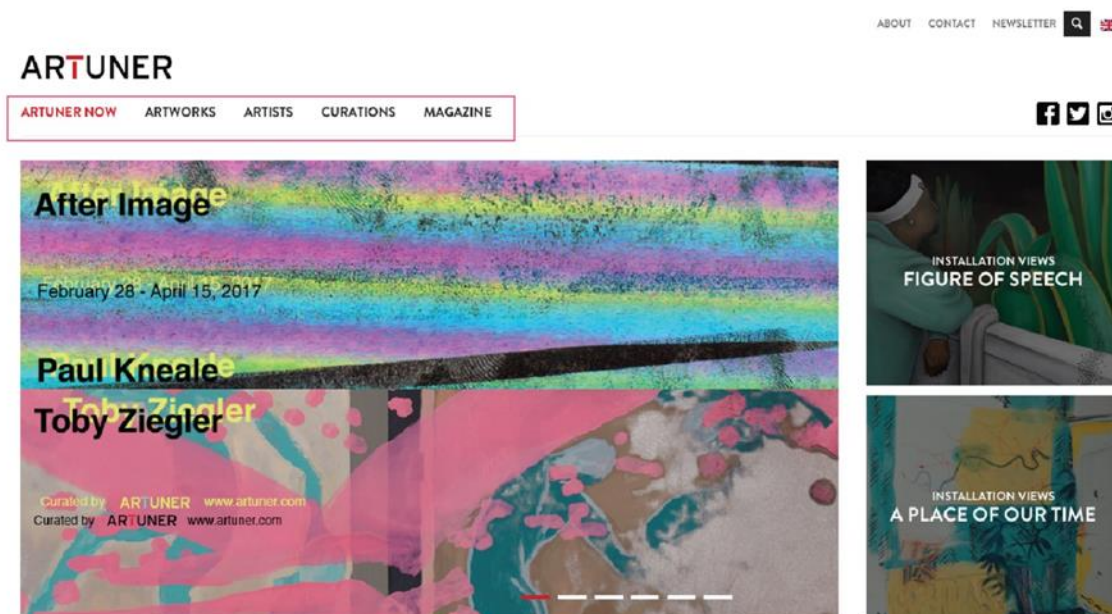 ABOUT CONTACT NEWSLETTER
ARTUNER
ARTUNER NOW ARTWORKS ARTISTS CURATIONS MAGAZINE
After Image
February 28 - April 15, 2017
Paul Kneale
Toby Ziegler
Curated by ARTUNER www.artuner.com
Curated by ARTUNER www.artuner.com
INSTALLATION VIEWS
FIGURE OF SPEECH
INSTALLATION VIEWS
A PLACE OF OUR TIME